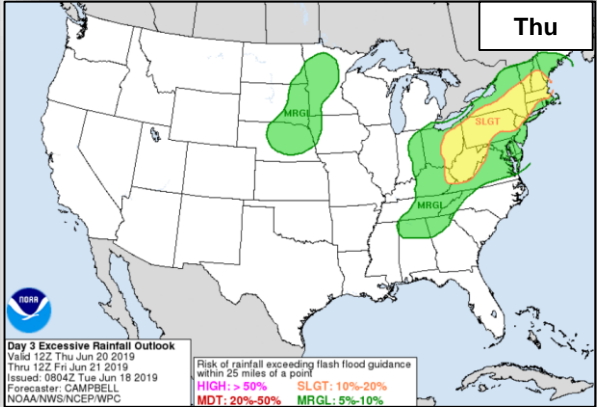 Thu
MRGL
SLGT
MRGL
NOAA
Day 3 Excessive Rainfall Outlook
Valid 12Z Thu Jun 20 2019
Thru 12Z Fri Jun 21 2019
Issued: 0804Z Tue Jun 18 2019
Forecaster: CAMPBELL
NOAA/NWS/NCEP/WPC
Risk of rainfall exceeding flash flood guidance
within 25 miles of a point
HIGH: > 50% SLGT: 10%-20%
MDT: 20%-50% MRGL: 5%-10%